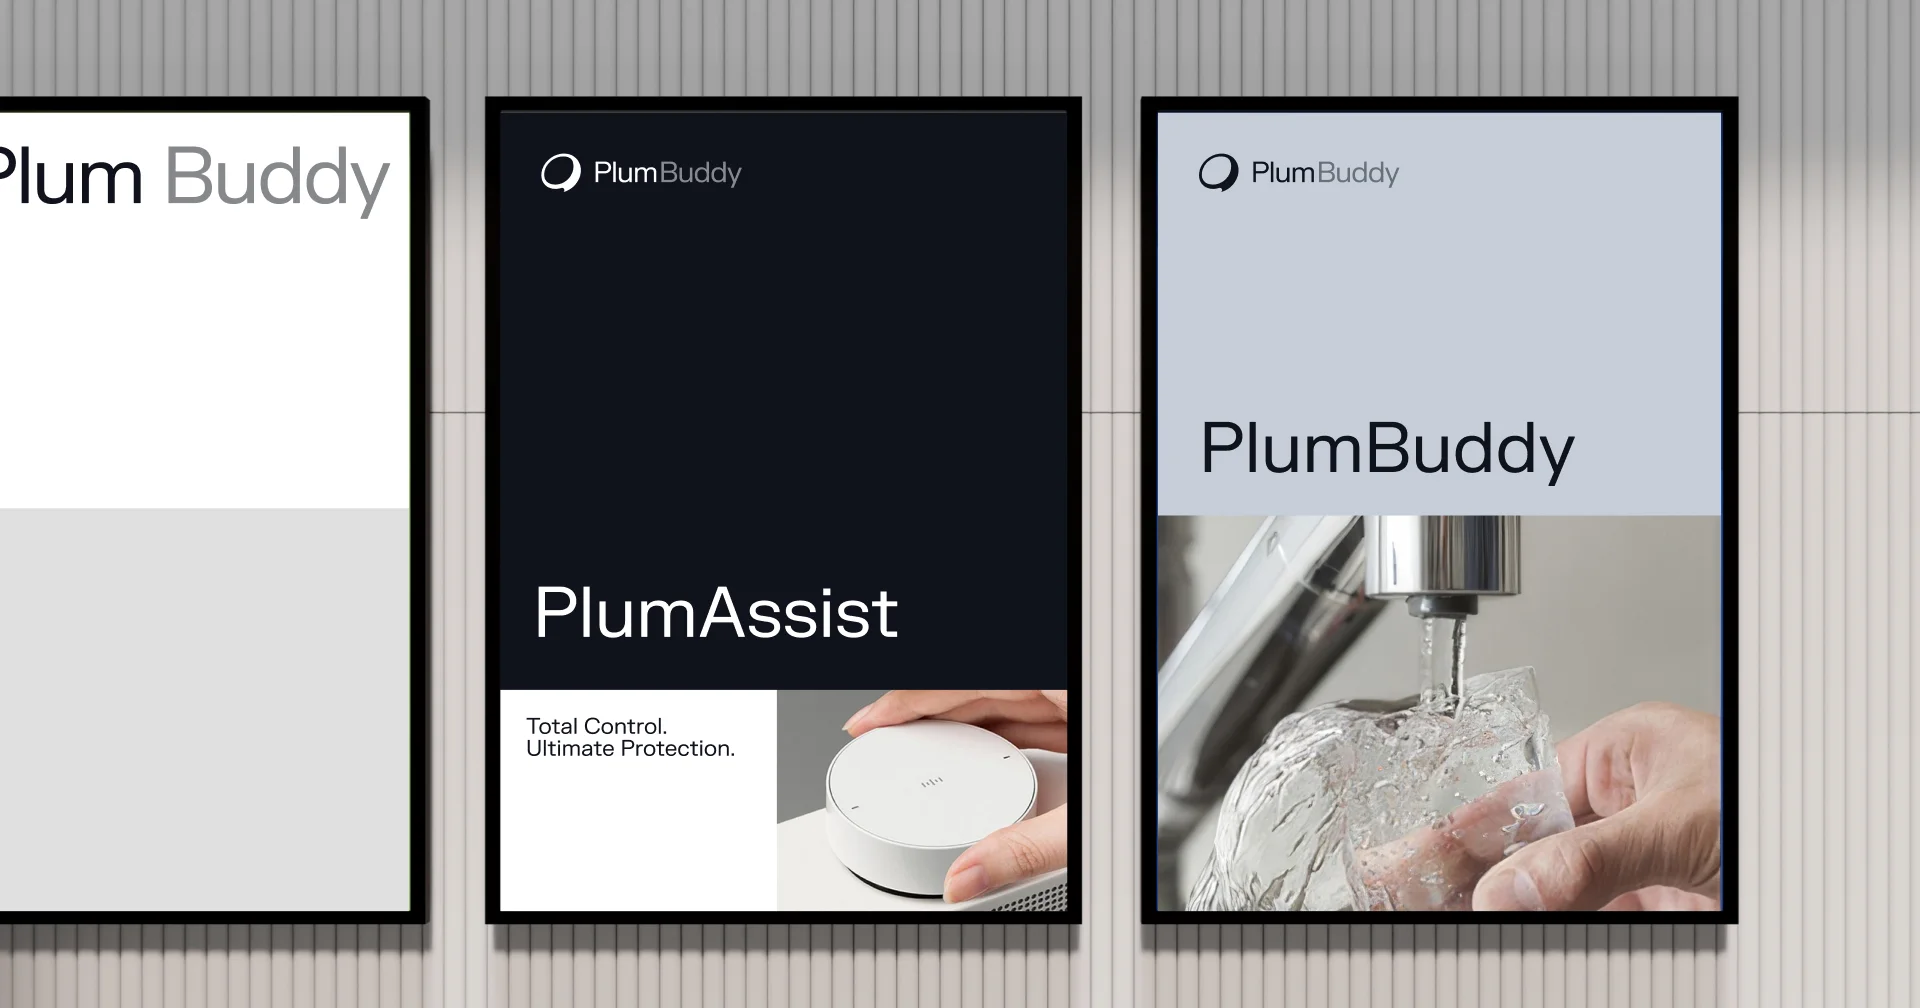 Plum Buddy
PlumBuddy
PlumAssist
Total Control.
Ultimate Protection.
PlumBuddy
PlumBuddy